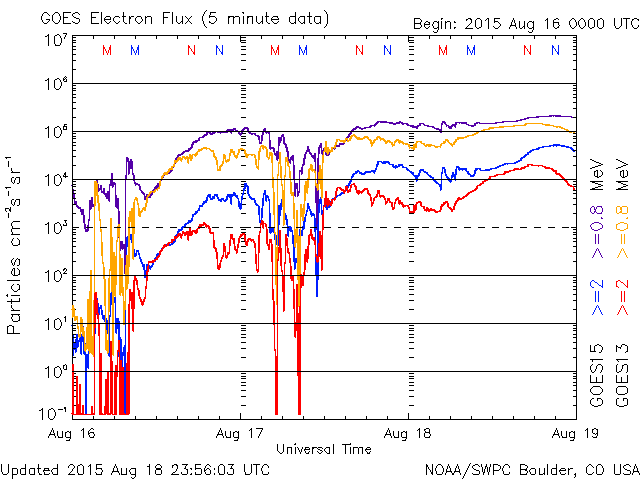 GOES Electron Flux (5 minute data)
Begin: 2015 Aug 16 0000 UTC
10⁷
M M N N M M N N M M N N
10⁶
10⁵
10⁴
10³
10²
10¹
10⁰
10⁻¹
Particles cm⁻²s⁻¹sr⁻¹
Aug 16 Aug 17 Aug 18 Aug 19
Universal Time
GOES15 >=2 >=0.8 MeV
GOES13 >=2 >=0.8 MeV
Updated 2015 Aug 18 23:56:03 UTC
NOAA/SWPC Boulder, CO USA